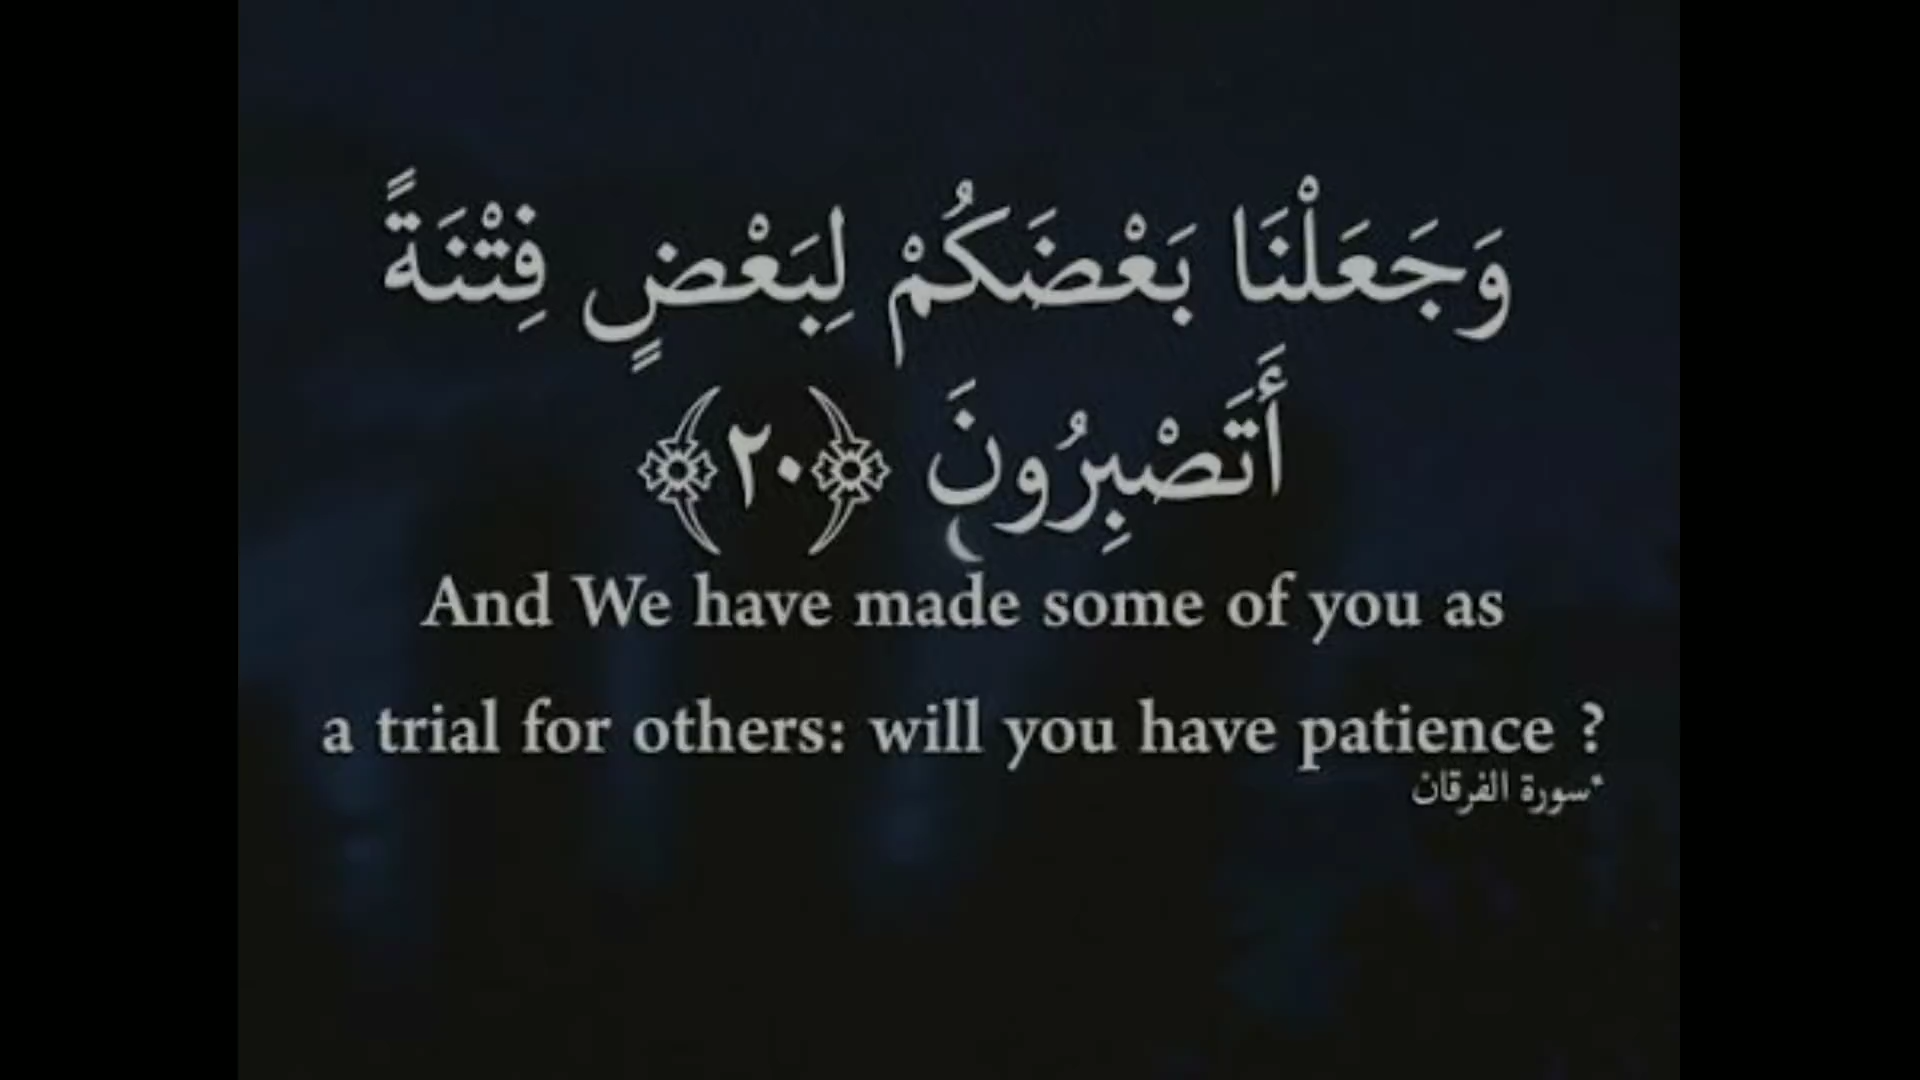 وَجَعَلْنَا بَعْضَكُمْ لِبَعْضٍ فِتْنَةً
أَتَصْبِرُونَ ﴿٢٠﴾
And We have made some of you as
a trial for others: will you have patience ?
*سورة الفرقان